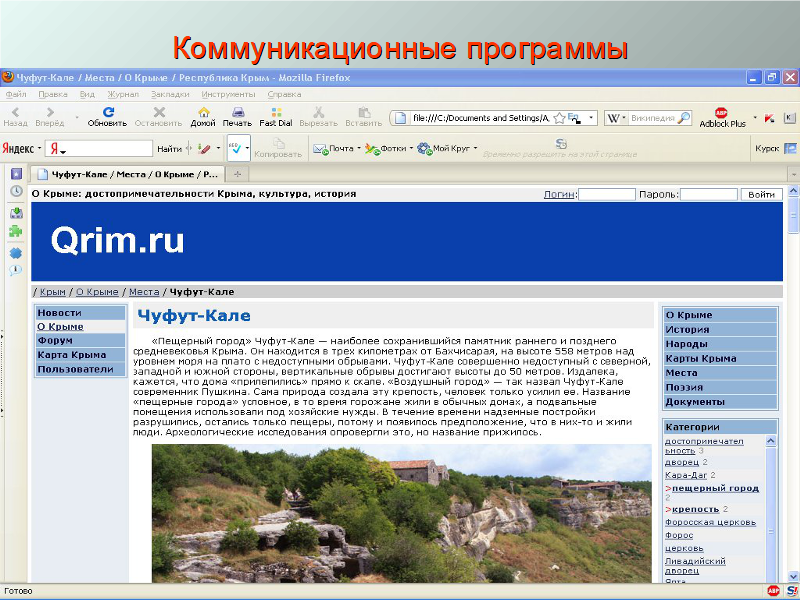 Коммуникационные программы
Чуфут-Кале / Места / О Крыме / Республика Крым - Mozilla Firefox
Файл Правка Вид Журнал Закладки Инструменты Справка
Назад Вперёд Обновить Остановить Домой Печать Fast Dial Вырезать Вставить file:///C:/Documents and Settings/A W Википедия ABP Adblock Plus
Яндекс Я Найти Копировать Почта Фотки Мой Круг Временно разрешить на этой странице Курск
Чуфут-Кале / Места / О Крыме / Р...
О Крыме: достопримечательности Крыма, культура, история Логин: Пароль: Войти
Qrim.ru
/ Крым / О Крыме / Места / Чуфут-Кале
Новости
О Крыме
Форум
Карта Крыма
Пользователи
Чуфут-Кале
«Пещерный город» Чуфут-Кале — наиболее сохранившийся памятник раннего и позднего
средневековья Крыма. Он находится в трех километрах от Бахчисарая, на высоте 558 метров над
уровнем моря на плато с недоступными обрывами. Чуфут-Кале совершенно недоступен с северной,
западной и южной стороны, вертикальные обрывы достигают высоты до 50 метров. Издалека,
кажется, что дома «прилепились» прямо к скале. «Воздушный город» — так назвал Чуфут-Кале
современник Пушкина. Сама природа создала эту крепость, человек только усилил ее. Название
«пещерные города» условное, в то время горожане жили в обычных домах, а подвальные
помещения использовали под хозяйские нужды. В течение времени надземные постройки
разрушились, остались только пещеры, потому и появилось предположение, что в них-то и жили
люди. Археологические исследования опровергли это, но название прижилось.
О Крыме
История
Народы
Карты Крыма
Места
Поэзия
Документы
Категории
достопримечател
ьность 3
дворец 2
Кара-Даг 2
>пещерный город
2
>крепость 2
Форосская церковь
Форос
церковь
Ливадийский
дворец
Ялта
Готово ABP